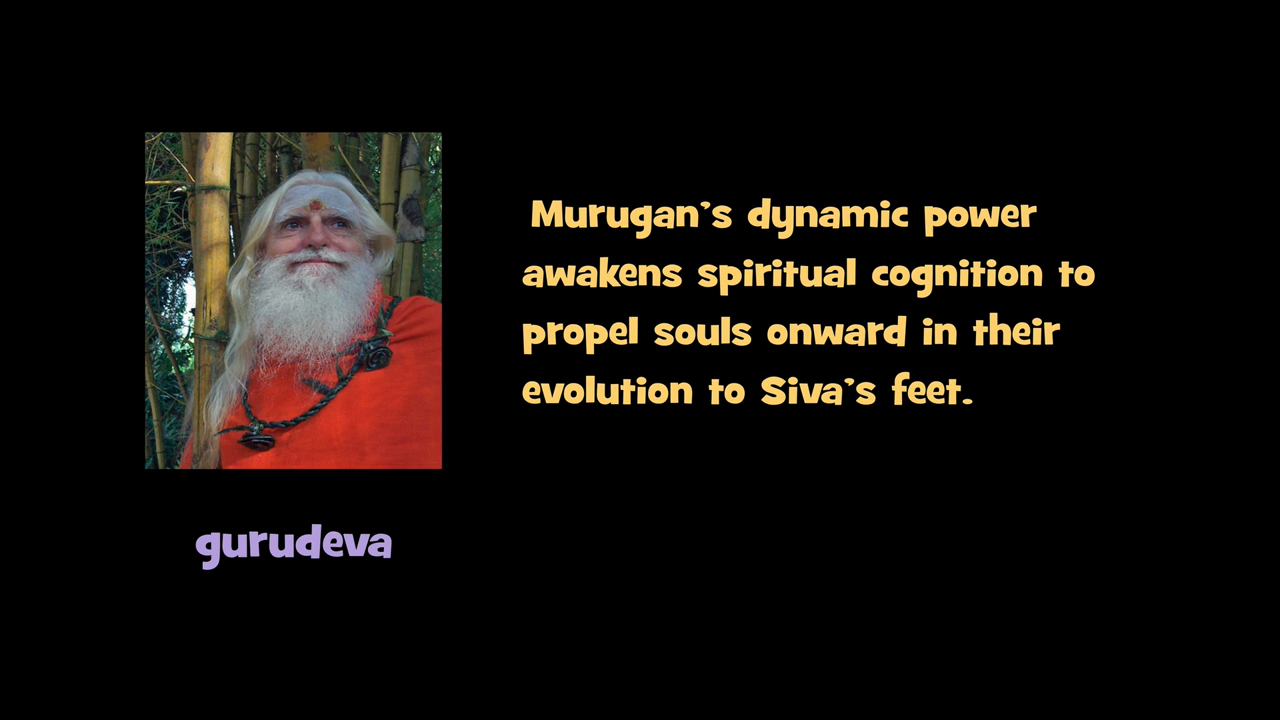 Murugan's dynamic power
awakens spiritual cognition to
propel souls onward in their
evolution to Siva's feet.
gurudeva